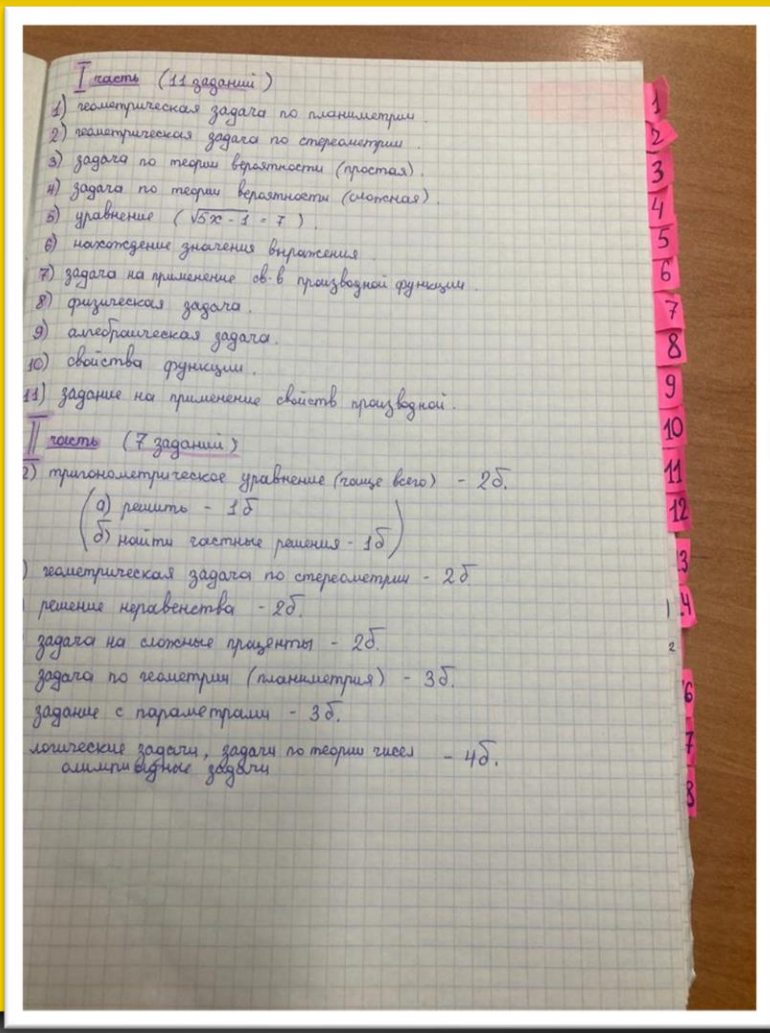 I часть (11 заданий)
1) геометрическая задача по планиметрии.
2) геометрическая задача по стереометрии.
3) задача по теории вероятности (простая).
4) задача по теории вероятности (сложная).
5) уравнение (√5x - 1 = 7).
6) нахождение значения выражения
7) задача на применение св-в производной функции.
8) физическая задача.
9) алгебраическая задача.
10) свойства функции.
11) задание на применение свойств производной.
II часть (7 заданий)
2) тригонометрическое уравнение (чаще всего) - 2б.
(а) решить - 1б
б) найти частные решения - 1б)
) геометрическая задача по стереометрии - 2б
решение неравенства - 2б.
задача на сложные проценты - 2б.
задача по геометрии (планиметрия) - 3б.
задание с параметрами - 3б.
логические задачи, задачи по теории чисел - 4б.
олимпиадные задачи
1
2
3
4
5
6
7
8
9
10
11
12
3
4
6
7
8